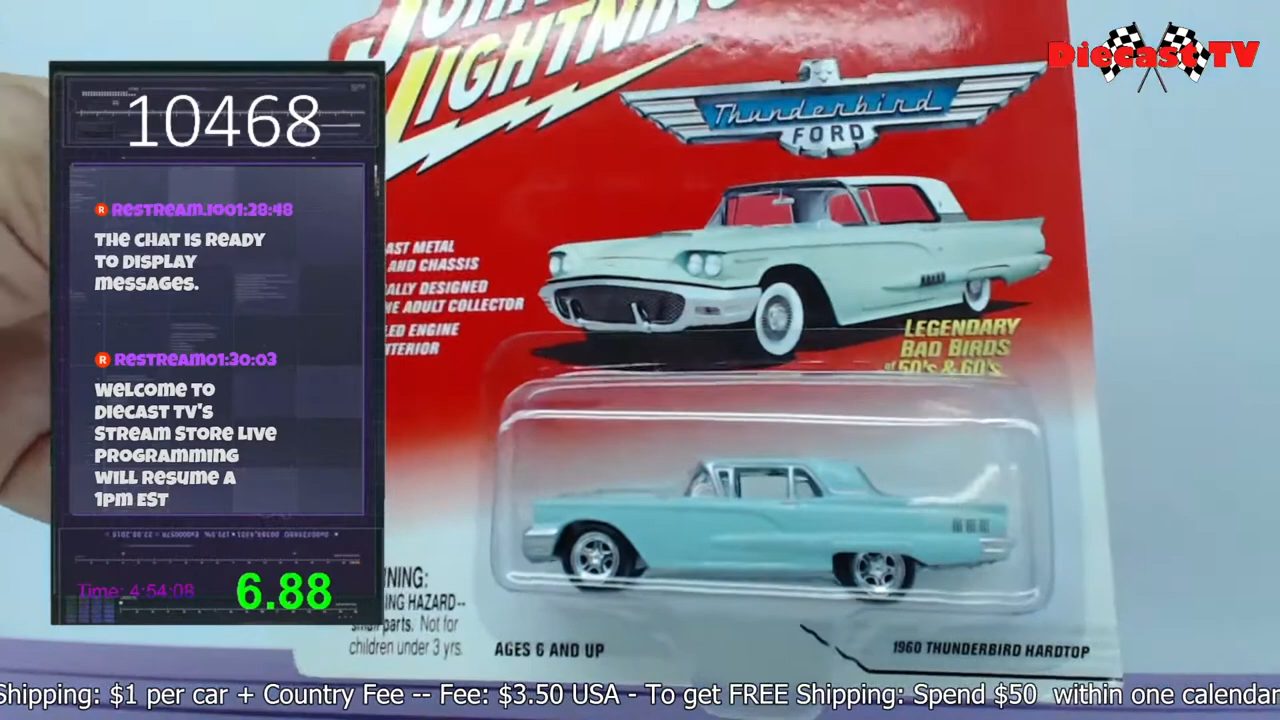 JOHNNY
LIGHTNING
Diecast TV
Thunderbird
FORD
10468
Restream.io01:28:48
The chat is ready
to display
messages.
AST METAL
AND CHASSIS
ALLY DESIGNED
HE ADULT COLLECTOR
LED ENGINE
TERIOR
LEGENDARY
BAD BIRDS
of 50's & 60's
Restream01:30:03
Welcome to
Diecast TV's
Stream Store Live
programming
will resume a
1pm EST
Time: 4:54:08
6.88
NING:
NG HAZARD--
small parts. Not for
children under 3 yrs.
AGES 6 AND UP
1960 THUNDERBIRD HARDTOP
Shipping: $1 per car + Country Fee -- Fee: $3.50 USA - To get FREE Shipping: Spend $50 within one calendar